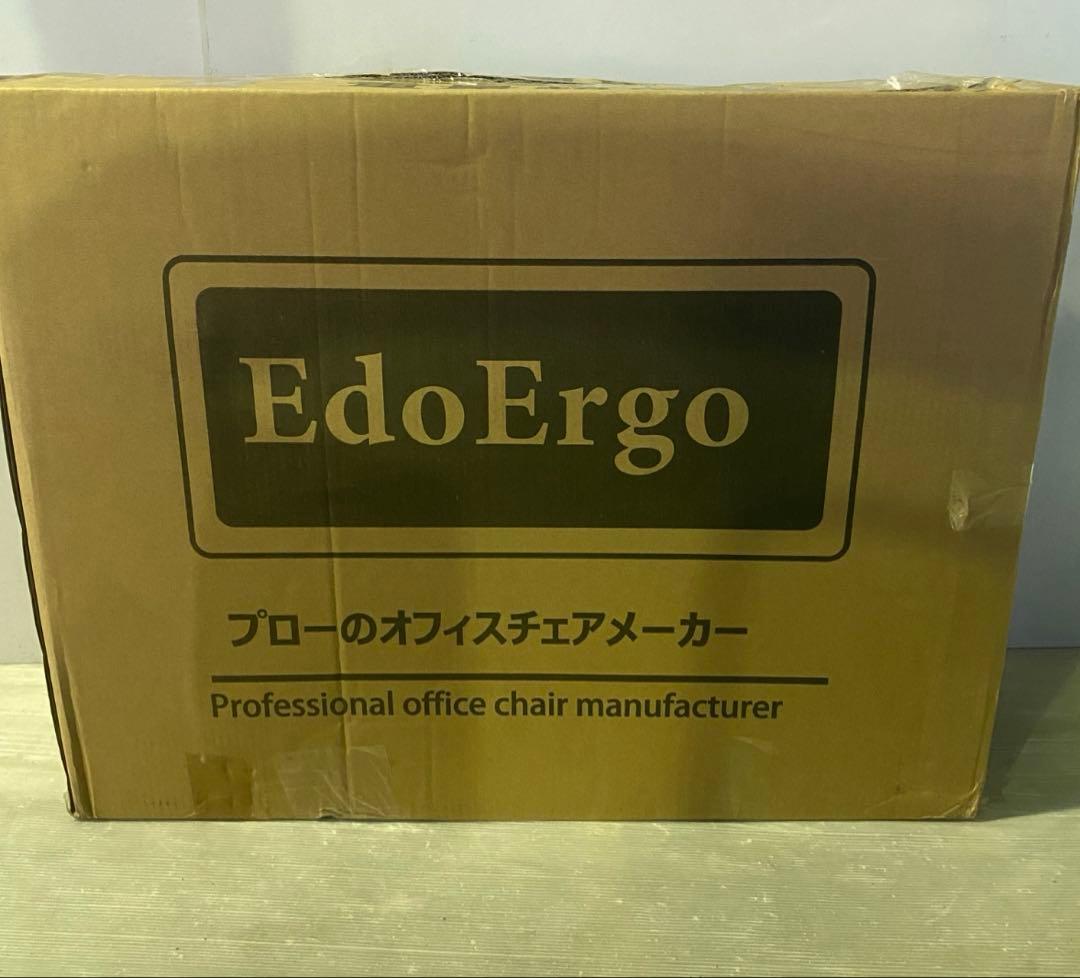 EdoErgo
プローのオフィスチェアメーカー
Professional office chair manufacturer